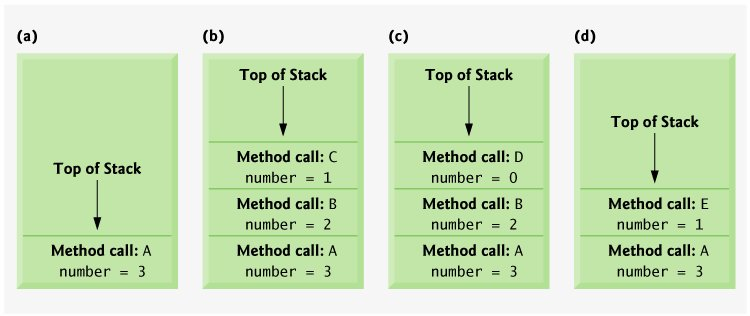 (a)
Top of Stack
Method call: A
number = 3
(b)
Top of Stack
Method call: C
number = 1
Method call: B
number = 2
Method call: A
number = 3
(c)
Top of Stack
Method call: D
number = 0
Method call: B
number = 2
Method call: A
number = 3
(d)
Top of Stack
Method call: E
number = 1
Method call: A
number = 3